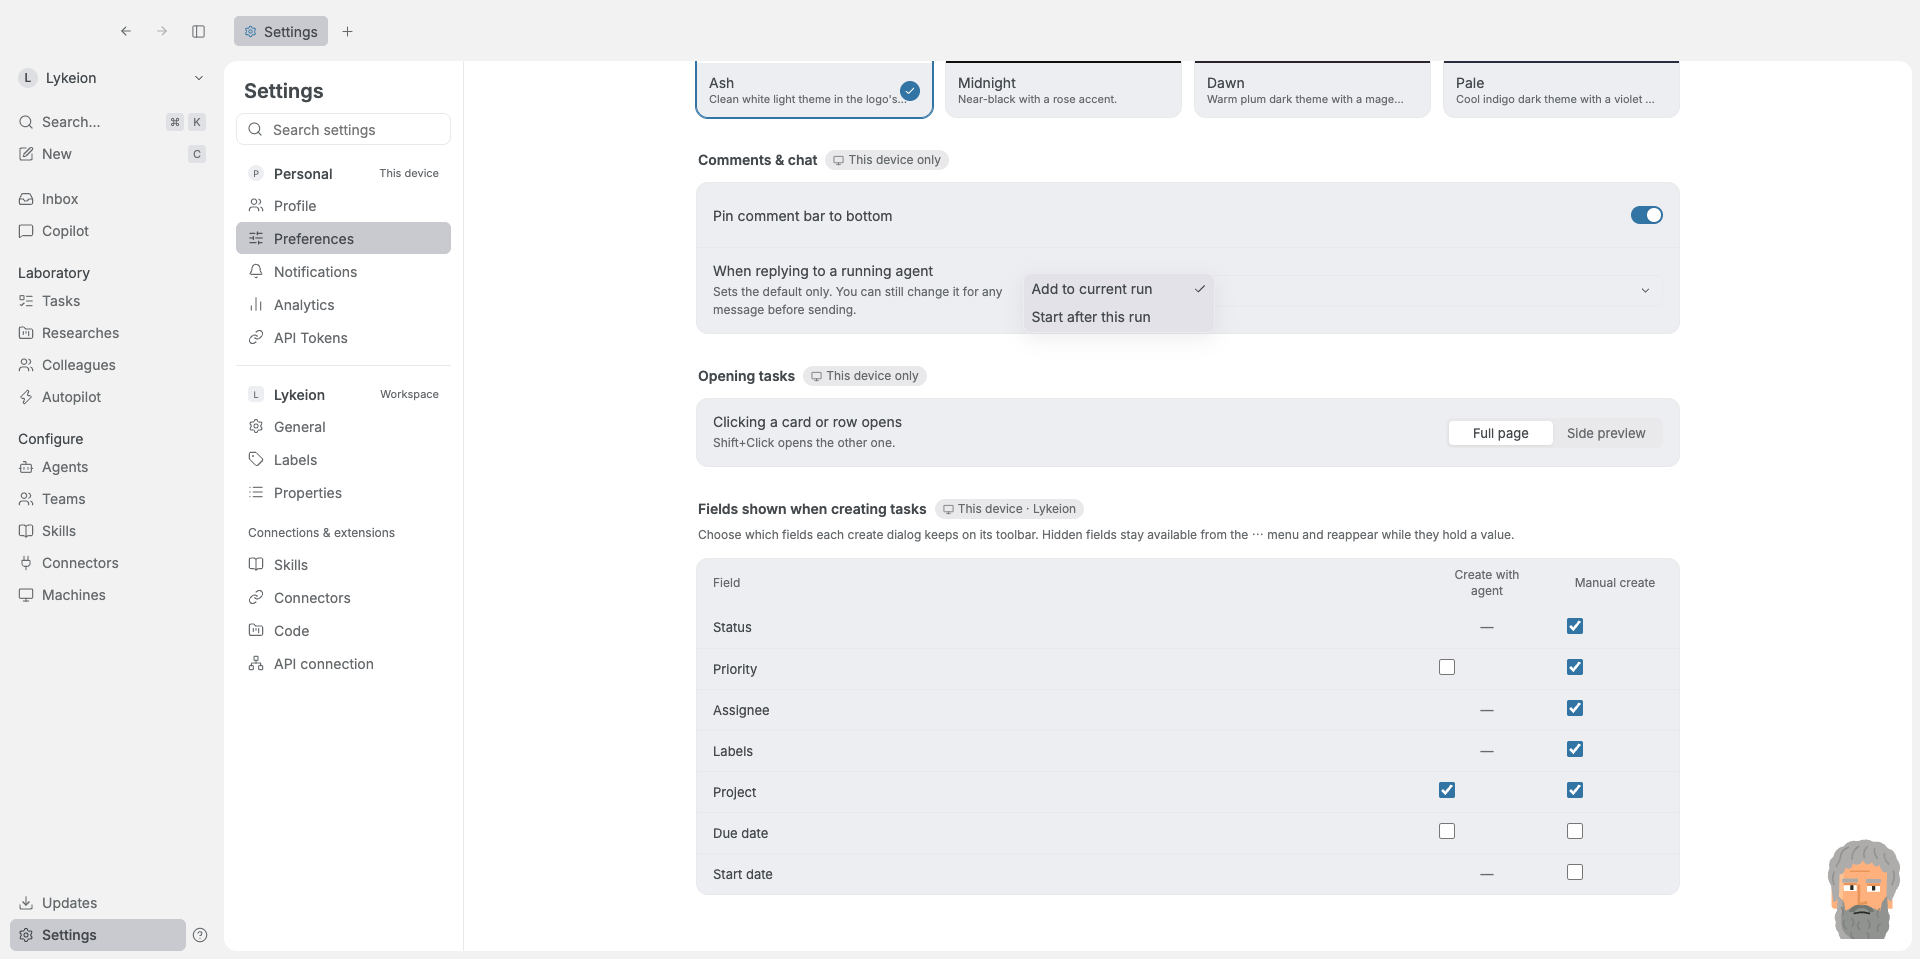 Settings
L Lykeion
Search... ⌘ K
New C
Inbox
Copilot
Laboratory
Tasks
Researches
Colleagues
Autopilot
Configure
Agents
Teams
Skills
Connectors
Machines
Updates
Settings
Settings
Search settings
P Personal This device
Profile
Preferences
Notifications
Analytics
API Tokens
L Lykeion Workspace
General
Labels
Properties
Connections & extensions
Skills
Connectors
Code
API connection
Ash
Clean white light theme in the logo's...
Midnight
Near-black with a rose accent.
Dawn
Warm plum dark theme with a mage...
Pale
Cool indigo dark theme with a violet ...
Comments & chat This device only
Pin comment bar to bottom
When replying to a running agent
Sets the default only. You can still change it for any
message before sending.
Add to current run
Start after this run
Opening tasks This device only
Clicking a card or row opens
Shift+Click opens the other one.
Full page Side preview
Fields shown when creating tasks This device · Lykeion
Choose which fields each create dialog keeps on its toolbar. Hidden fields stay available from the ··· menu and reappear while they hold a value.
Field Create with agent Manual create
Status —
Priority
Assignee —
Labels —
Project
Due date
Start date —